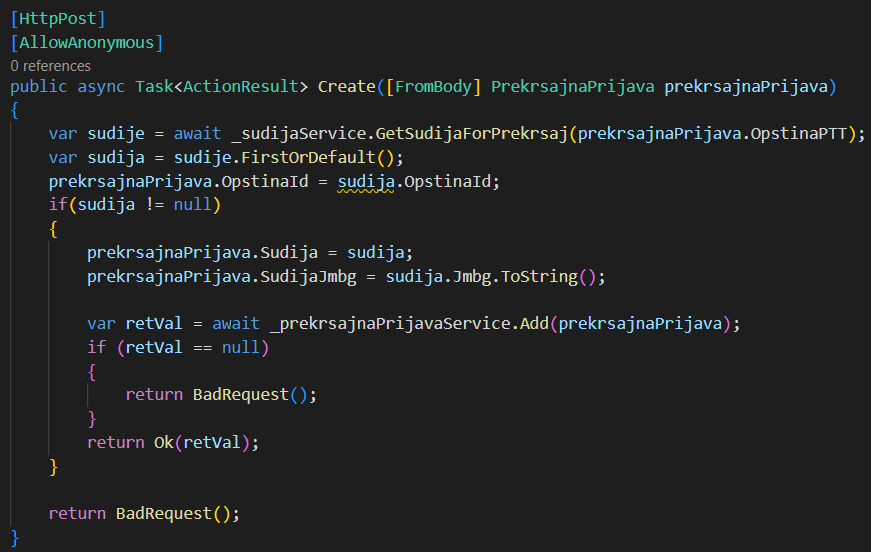 [HttpPost]
[AllowAnonymous]
0 references
public async Task<ActionResult> Create([FromBody] PrekrsajnaPrijava prekrsajnaPrijava)
{
    var sudije = await _sudijaService.GetSudijaForPrekrsaj(prekrsajnaPrijava.OpstinaPTT);
    var sudija = sudije.FirstOrDefault();
    prekrsajnaPrijava.OpstinaId = sudija.OpstinaId;
    if(sudija != null)
    {
        prekrsajnaPrijava.Sudija = sudija;
        prekrsajnaPrijava.SudijaJmbg = sudija.Jmbg.ToString();

        var retVal = await _prekrsajnaPrijavaService.Add(prekrsajnaPrijava);
        if (retVal == null)
        {
            return BadRequest();
        }
        return Ok(retVal);
    }

    return BadRequest();
}